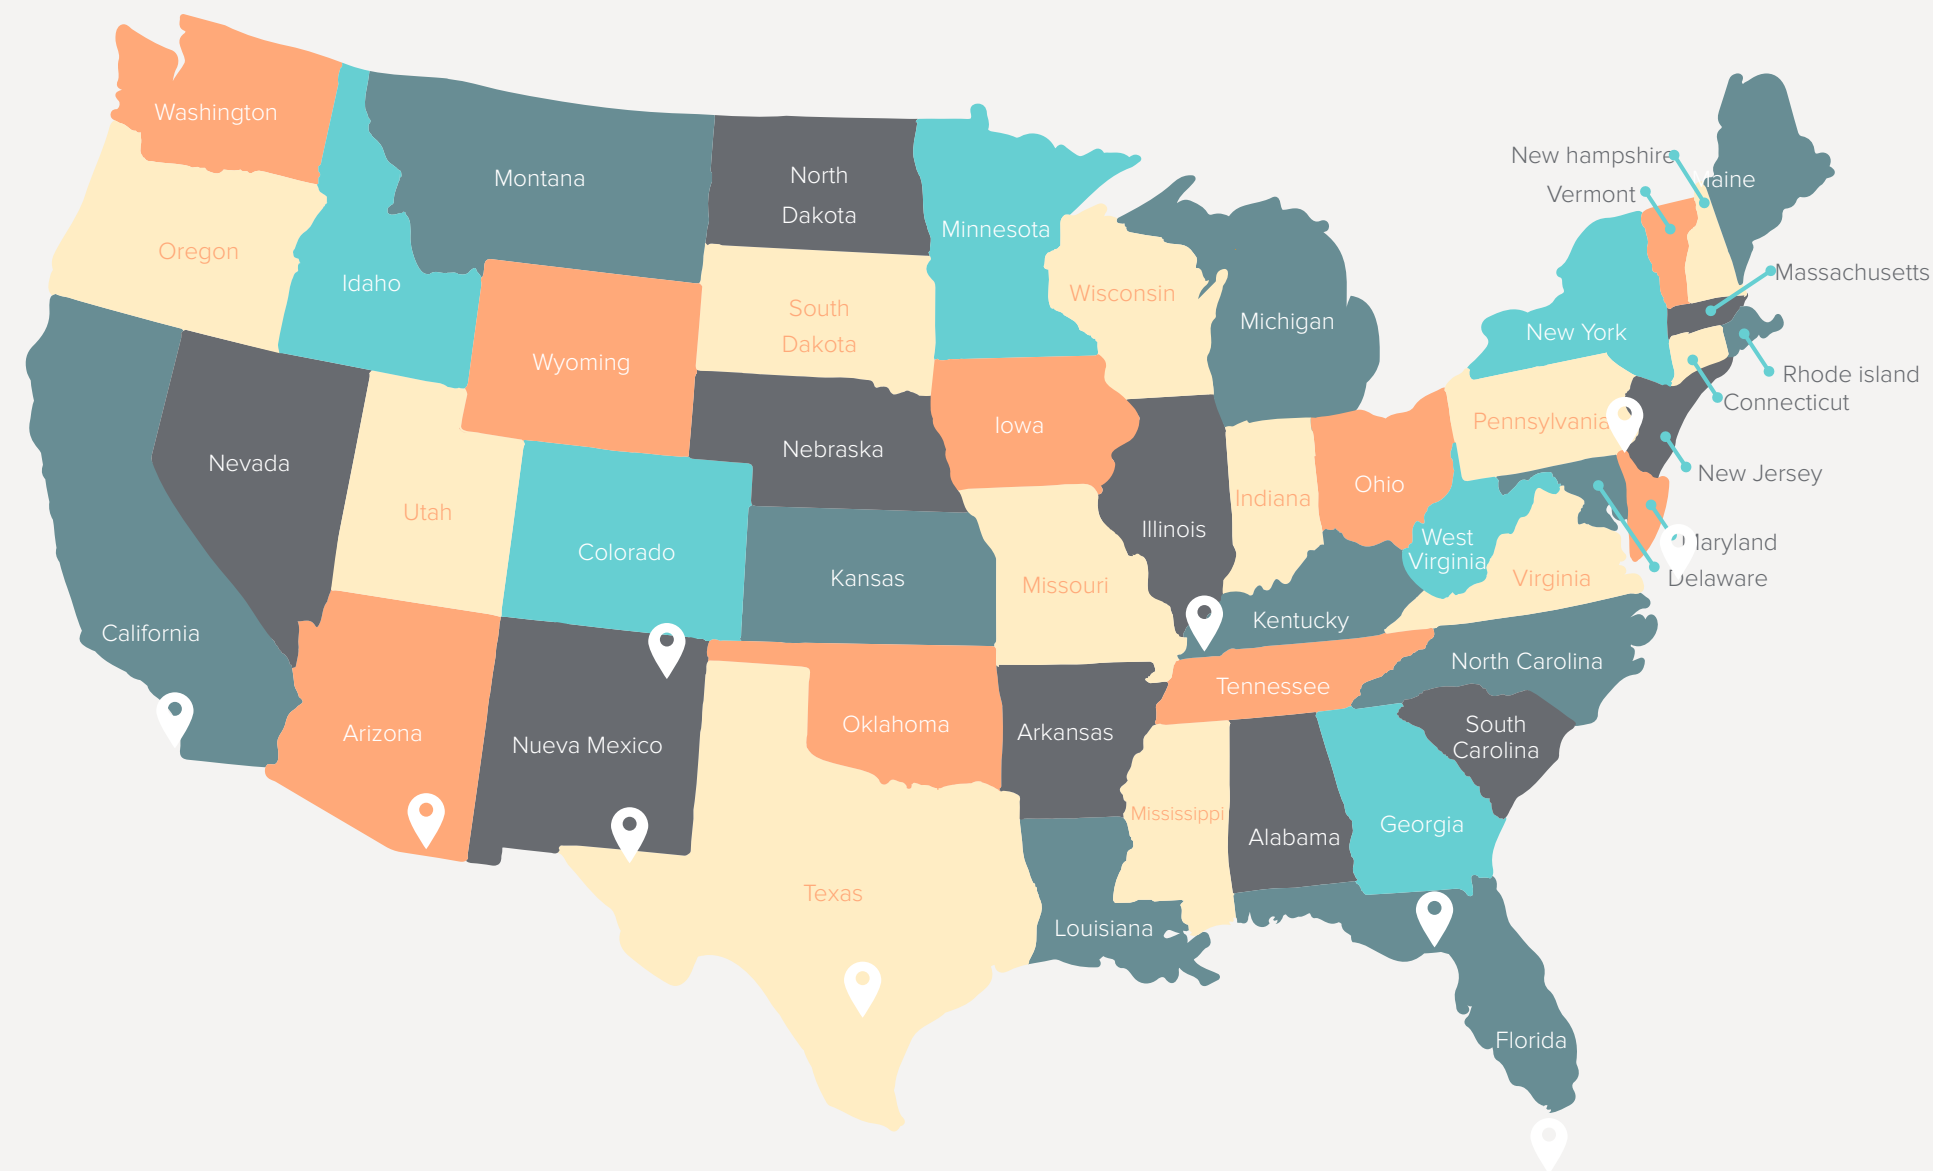 Washington
New hampshire
Maine
Vermont
Montana
North
Dakota
Minnesota
Oregon
Idaho
Massachusetts
Wisconsin
South
Dakota
Michigan
New York
Wyoming
Rhode island
Connecticut
Iowa
Pennsylvania
Nebraska
Nevada
New Jersey
Ohio
Indiana
Utah
Illinois
West
Virginia
Maryland
Colorado
Kansas
Missouri
Virginia
Delaware
Kentucky
California
North Carolina
Tennessee
Oklahoma
Arkansas
South
Carolina
Arizona
Nueva Mexico
Mississippi
Georgia
Alabama
Texas
Louisiana
Florida